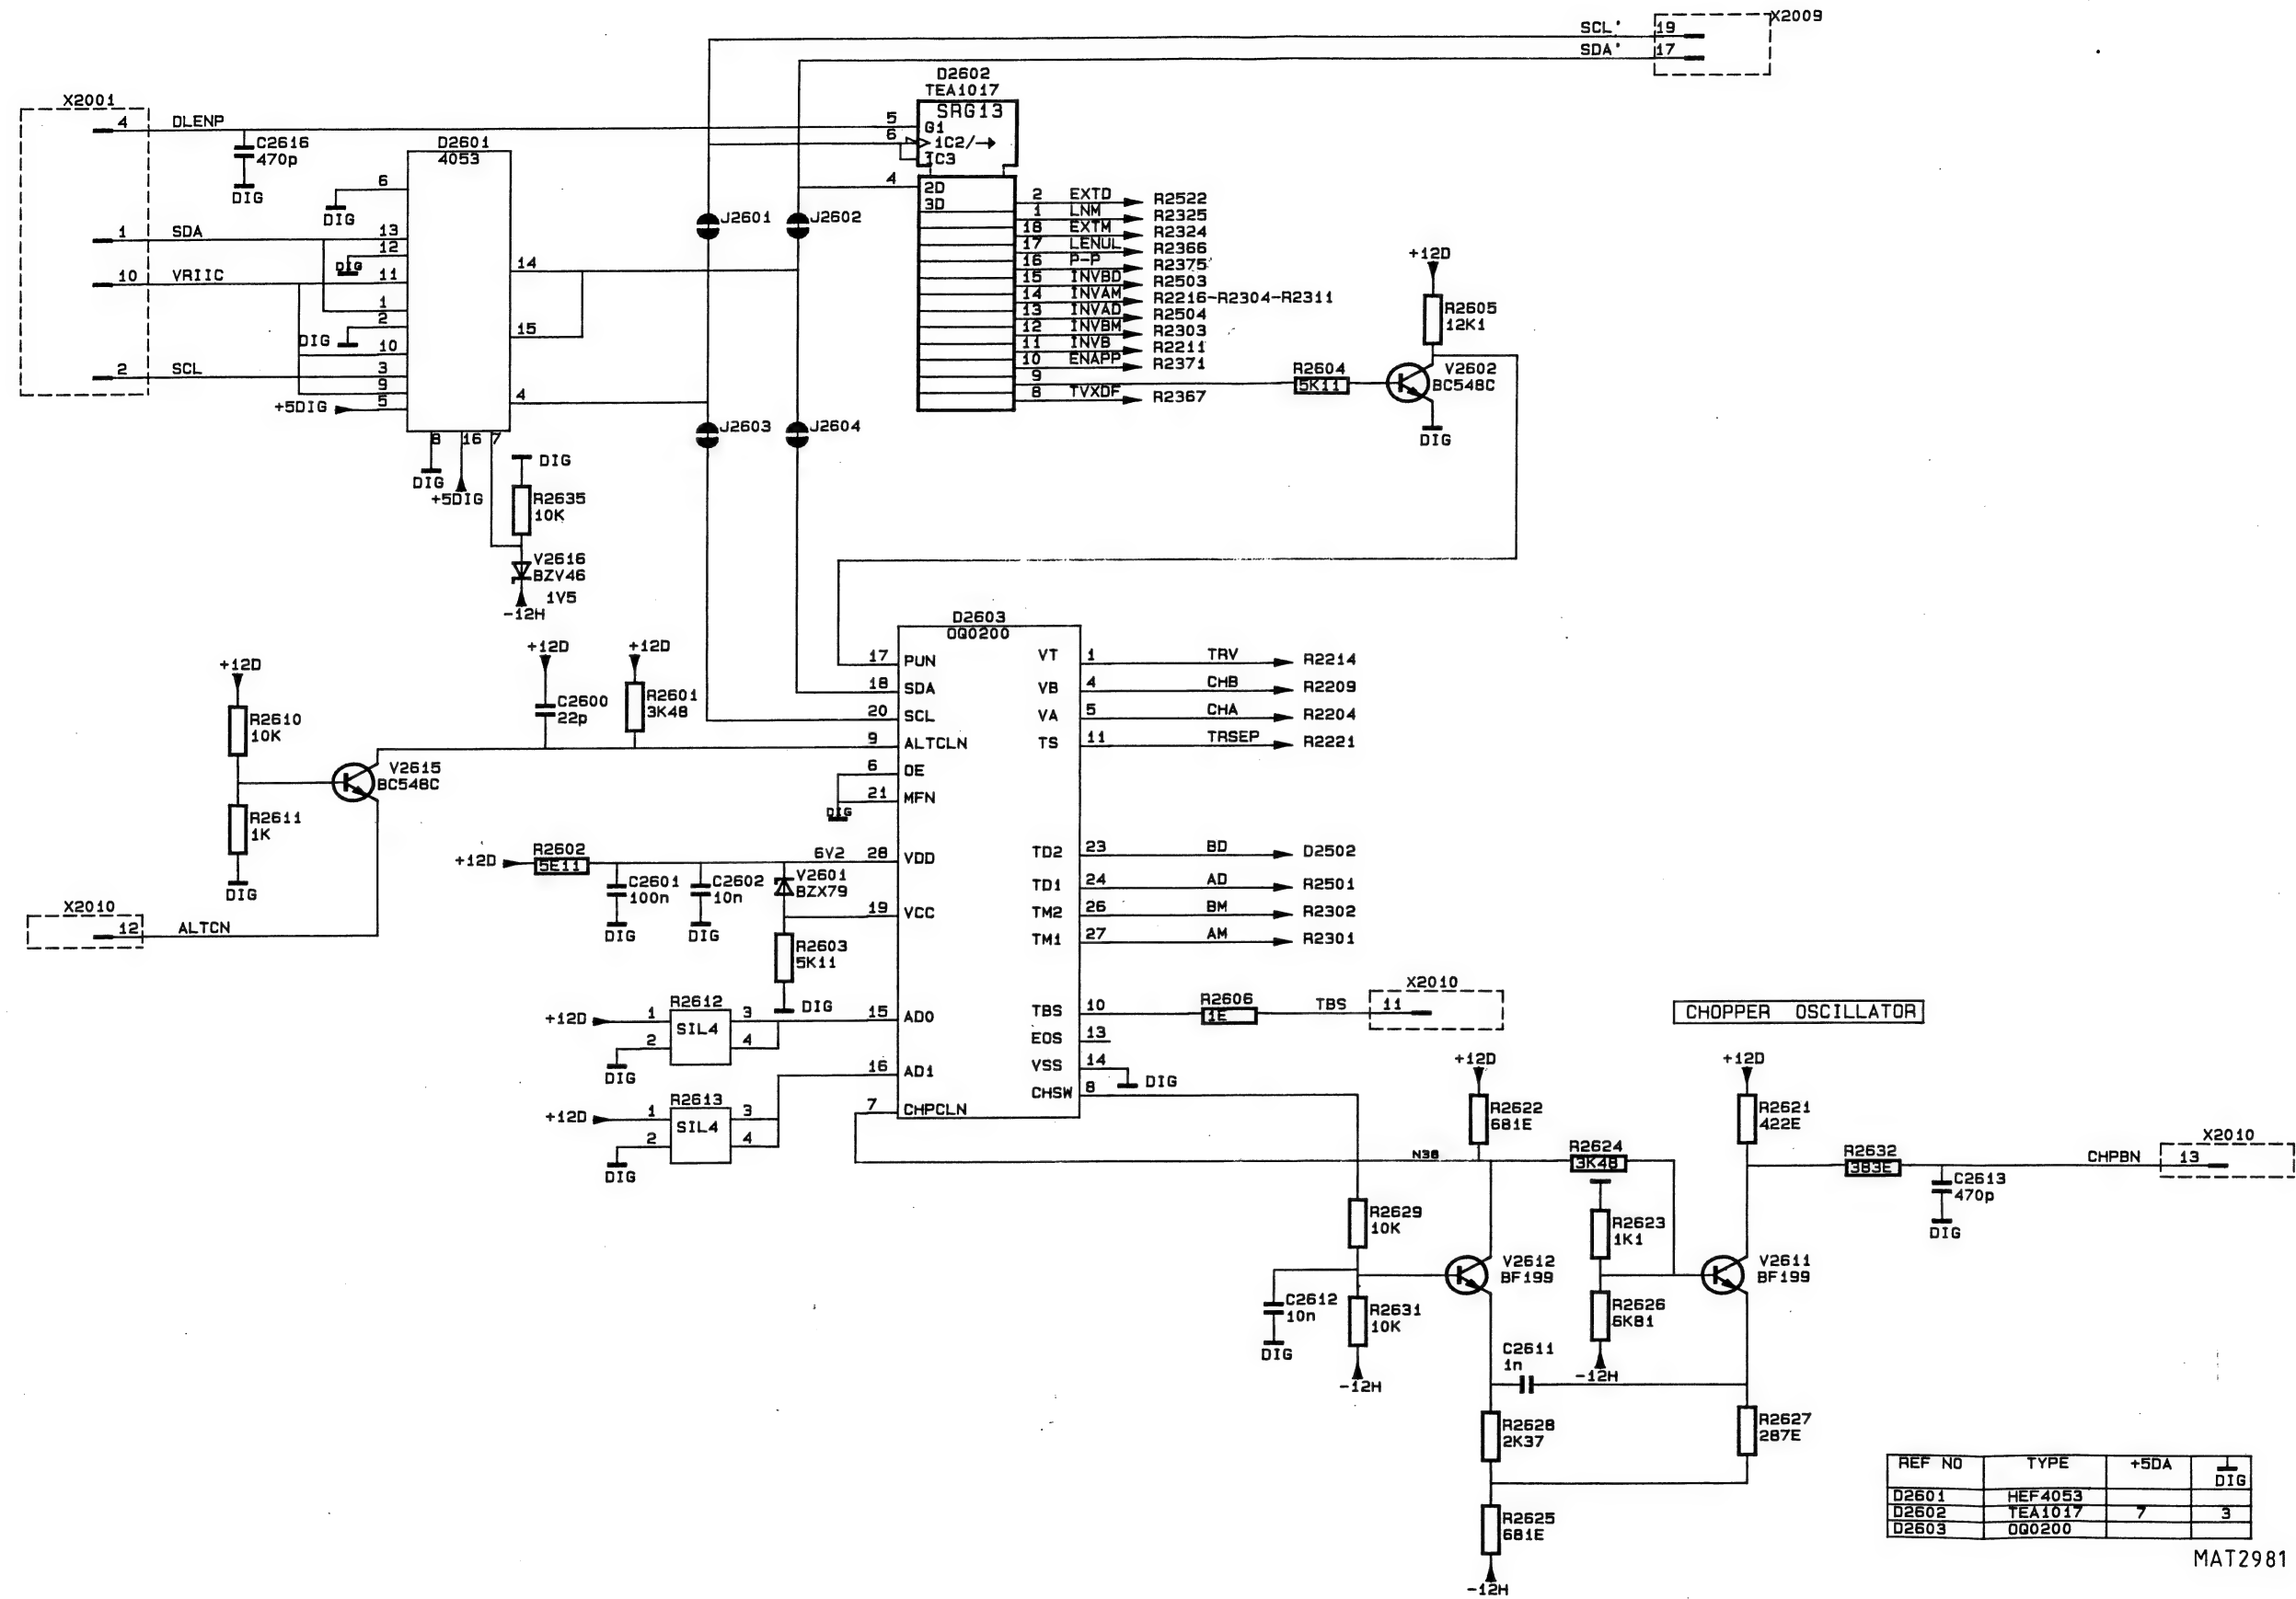 X2009
SCL' 19
SDA' 17
D2602
TEA1017
SRG13
5 G1
6 1C2/→
1C3
4 2D
3D
2 EXTD R2522
1 LNM R2325
18 EXTM R2324
17 LENUL R2366
16 P-P R2375
15 INVBD R2503
14 INVAM R2216-R2304-R2311
13 INVAD R2504
12 INVBM R2303
11 INVB R2211
10 ENAPP R2371
9
8 TVXDF R2367
X2001
4 DLENP
C2616
470p
DIG
1 SDA
10 VRIIC
2 SCL
D2601
4053
6
DIG
13
12
DIG
11
1
2
DIG
10
3
9
+5DIG 5
14
15
4
8 16 7
DIG
+5DIG
DIG
R2635
10K
V2616
BZV46
1V5
-12H
J2601
J2602
J2603
J2604
+12D
R2605
12K1
R2604
5K11
V2602
BC548C
DIG
D2603
OQ0200
17 PUN
18 SDA
20 SCL
9 ALTCLN
6 OE
21 MFN
DIG
28 VDD
19 VCC
15 AD0
16 AD1
7 CHPCLN
VT 1 TRV R2214
VB 4 CHB R2209
VA 5 CHA R2204
TS 11 TRSEP R2221
TD2 23 BD D2502
TD1 24 AD R2501
TM2 26 BM R2302
TM1 27 AM R2301
TBS 10
EOS 13
VSS 14 DIG
CHSW 8
R2606
1E
TBS
X2010
11
+12D
R2610
10K
R2611
1K
DIG
V2615
BC548C
+12D
C2600
22p
+12D
R2601
3K48
X2010
12 ALTCN
+12D
R2602
5E11
6V2
C2601
100n
DIG
C2602
10n
DIG
V2601
BZX79
R2603
5K11
DIG
+12D
R2612
SIL4
1 3
2 4
DIG
+12D
R2613
SIL4
1 3
2 4
DIG
CHOPPER OSCILLATOR
+12D
R2622
681E
+12D
R2621
422E
N38
R2624
3K48
R2632
383E
CHPBN
X2010
13
C2613
470p
DIG
R2629
10K
R2623
1K1
V2612
BF199
V2611
BF199
C2612
10n
DIG
R2631
10K
-12H
R2626
6K81
-12H
C2611
1n
R2628
2K37
R2627
287E
R2625
681E
-12H
REF NO TYPE +5DA DIG
D2601 HEF4053
D2602 TEA1017 7 3
D2603 OQ0200
MAT2981